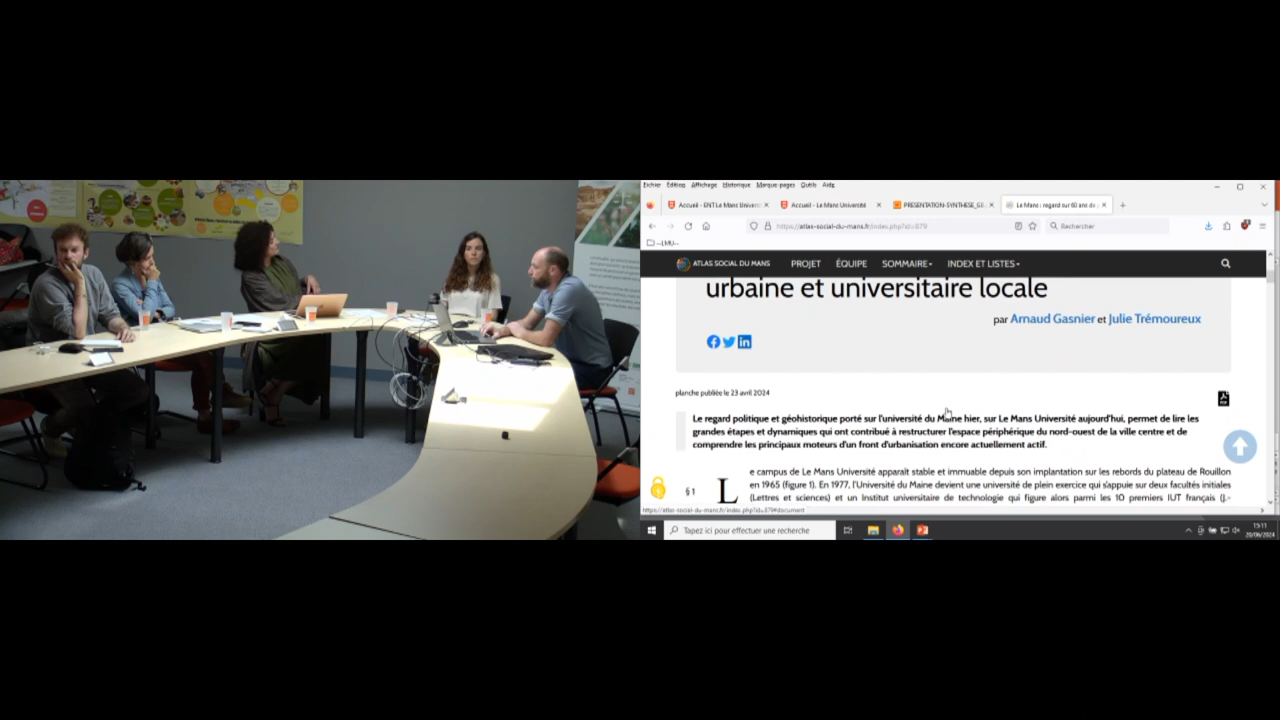 Fichier Édition Affichage Historique Marque-pages Outils Aide
Accueil - ENT Le Mans Univers
Accueil - Le Mans Université
PRESENTATION-SYNTHESE_GE
Le Mans : regard sur 60 ans de
https://atlas-social-du-mans.fr/index.php?id=879
Rechercher
--LMU--
ATLAS SOCIAL DU MANS
PROJET
ÉQUIPE
SOMMAIRE
INDEX ET LISTES
urbaine et universitaire locale
par Arnaud Gasnier et Julie Trémoureux
planche publiée le 23 avril 2024
Le regard politique et géohistorique porté sur l'université du Maine hier, sur Le Mans Université aujourd'hui, permet de lire les
grandes étapes et dynamiques qui ont contribué à restructurer l'espace périphérique du nord-ouest de la ville centre et de
comprendre les principaux moteurs d'un front d'urbanisation encore actuellement actif.
§ 1
Le campus de Le Mans Université apparaît stable et immuable depuis son implantation sur les rebords du plateau de Rouillon
en 1965 (figure 1). En 1977, l'Université du Maine devient une université de plein exercice qui s'appuie sur deux facultés initiales
(Lettres et sciences) et un Institut universitaire de technologie qui figure alors parmi les 10 premiers IUT français (J.-
https://atlas-social-du-mans.fr/index.php?id=879#document
Tapez ici pour effectuer une recherche
15:11
20/06/2024